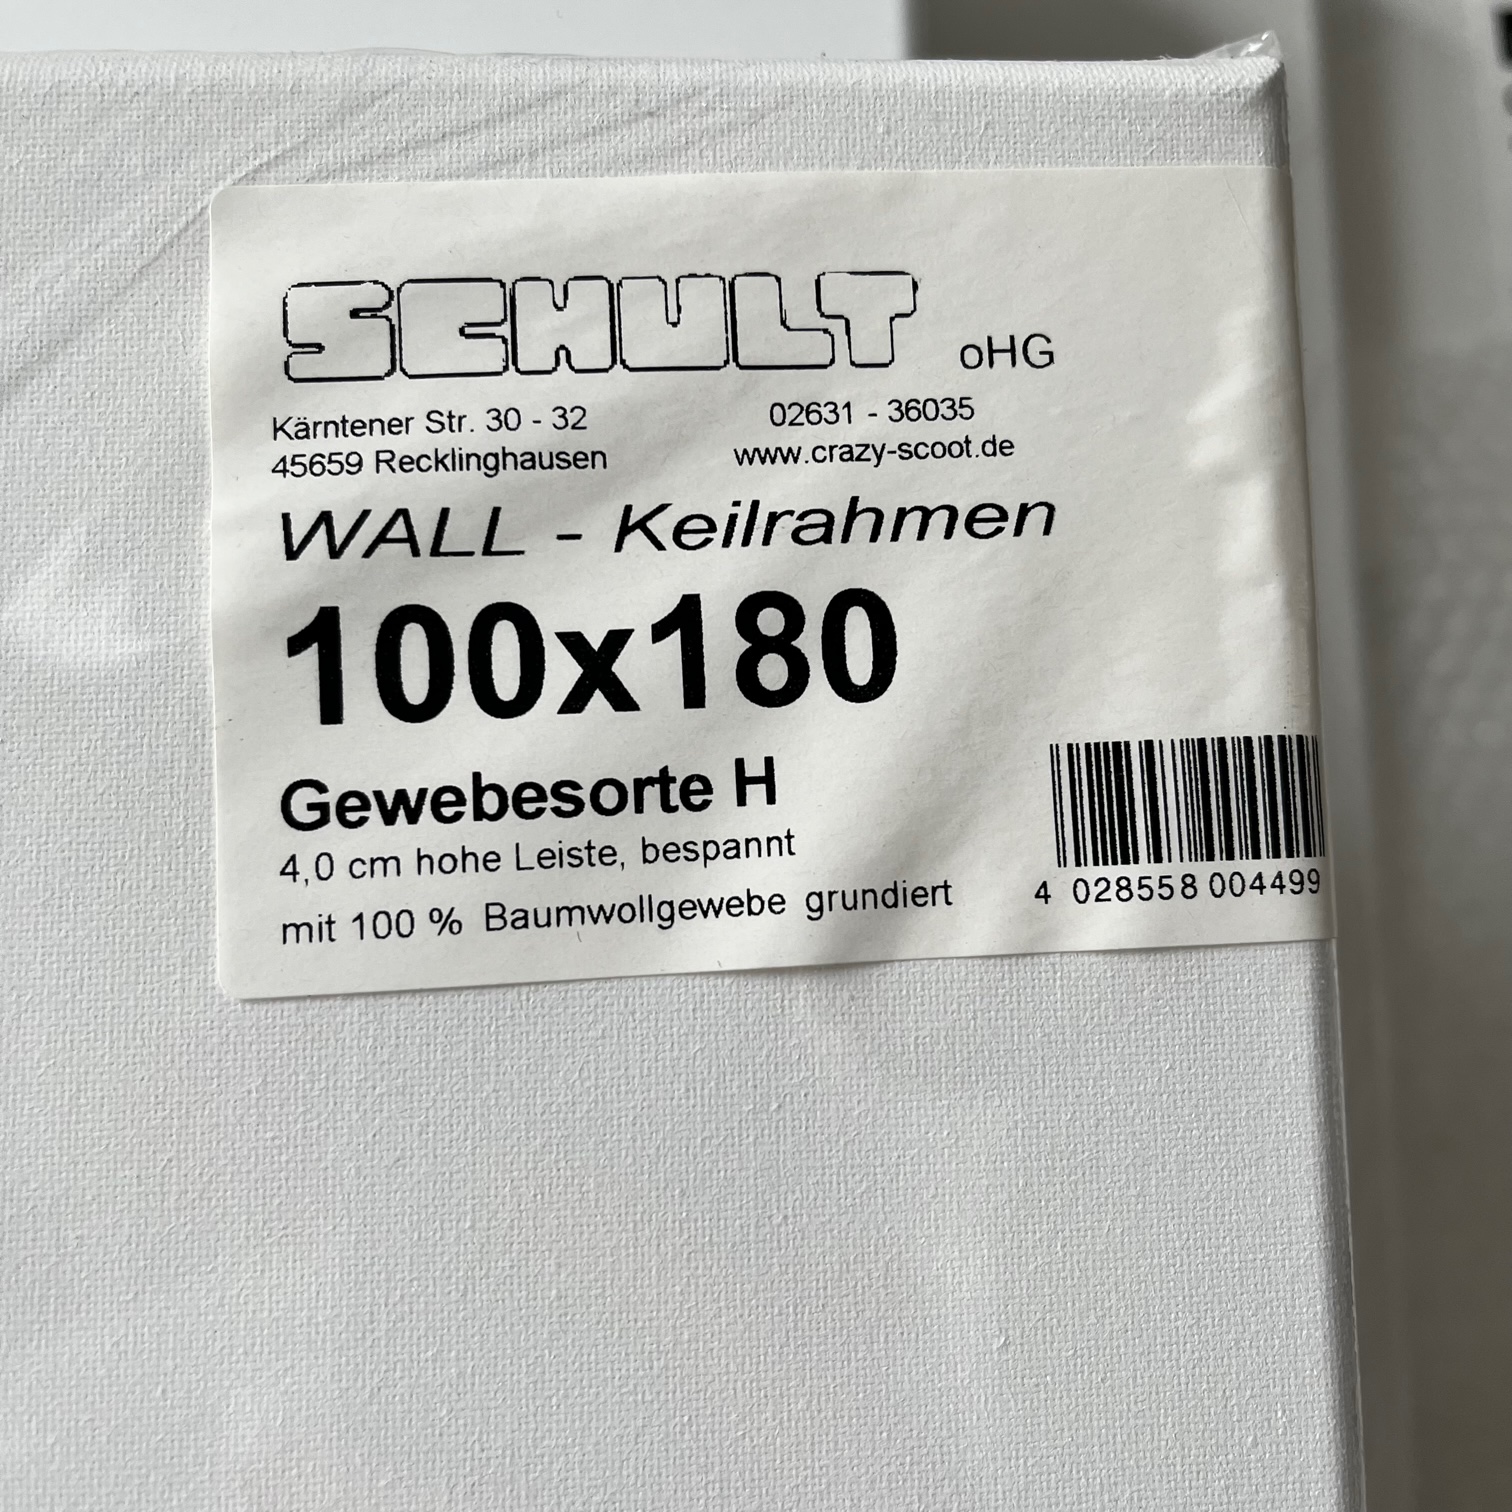 SCHULT oHG
Kärntener Str. 30 - 32
45659 Recklinghausen
02631 - 36035
www.crazy-scoot.de
WALL - Keilrahmen
100x180
Gewebesorte H
4,0 cm hohe Leiste, bespannt
mit 100 % Baumwollgewebe grundiert
4 028558 004499